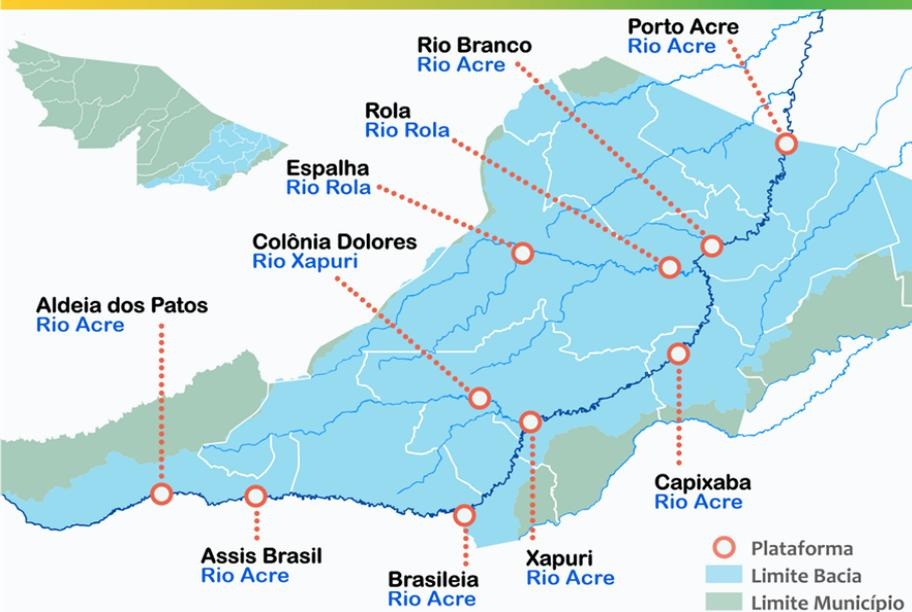 Porto Acre
Rio Acre
Rio Branco
Rio Acre
Rola
Rio Rola
Espalha
Rio Rola
Colônia Dolores
Rio Xapuri
Aldeia dos Patos
Rio Acre
Capixaba
Rio Acre
Assis Brasil
Rio Acre
Brasileia
Rio Acre
Xapuri
Rio Acre
Plataforma
Limite Bacia
Limite Município